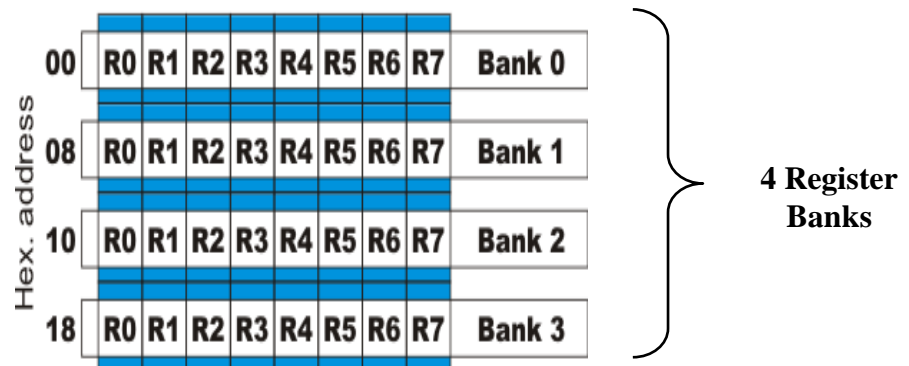 Hex. address
00 R0 R1 R2 R3 R4 R5 R6 R7 Bank 0
08 R0 R1 R2 R3 R4 R5 R6 R7 Bank 1
10 R0 R1 R2 R3 R4 R5 R6 R7 Bank 2
18 R0 R1 R2 R3 R4 R5 R6 R7 Bank 3
4 Register
Banks